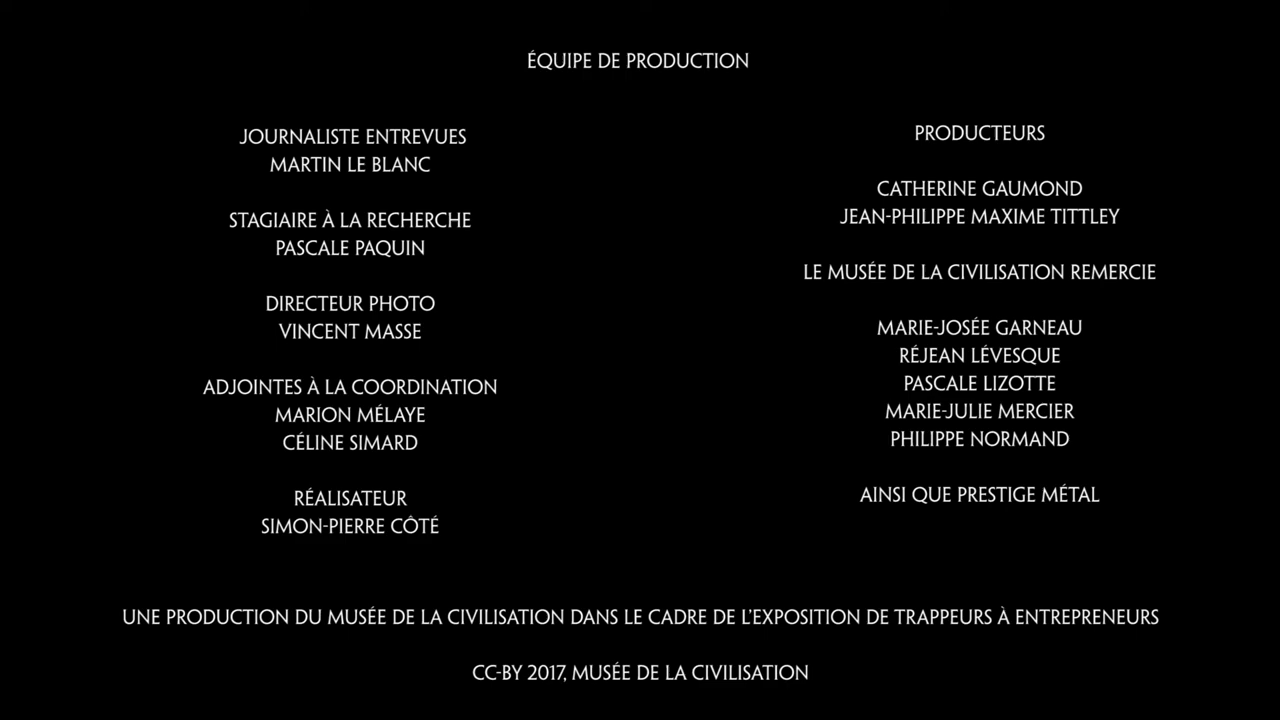 ÉQUIPE DE PRODUCTION
JOURNALISTE ENTREVUES
MARTIN LE BLANC
STAGIAIRE À LA RECHERCHE
PASCALE PAQUIN
DIRECTEUR PHOTO
VINCENT MASSE
ADJOINTES À LA COORDINATION
MARION MÉLAYE
CÉLINE SIMARD
RÉALISATEUR
SIMON-PIERRE CÔTÉ
PRODUCTEURS
CATHERINE GAUMOND
JEAN-PHILIPPE MAXIME TITTLEY
LE MUSÉE DE LA CIVILISATION REMERCIE
MARIE-JOSÉE GARNEAU
RÉJEAN LÉVESQUE
PASCALE LIZOTTE
MARIE-JULIE MERCIER
PHILIPPE NORMAND
AINSI QUE PRESTIGE MÉTAL
UNE PRODUCTION DU MUSÉE DE LA CIVILISATION DANS LE CADRE DE L'EXPOSITION DE TRAPPEURS À ENTREPRENEURS
CC-BY 2017, MUSÉE DE LA CIVILISATION